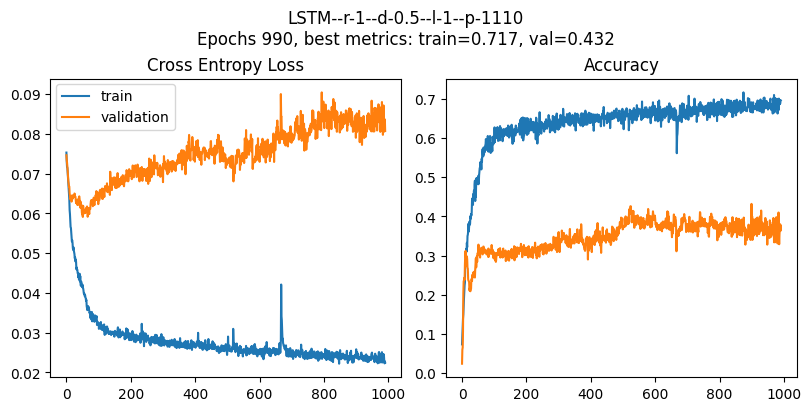 LSTM--r-1--d-0.5--l-1--p-1110
Epochs 990, best metrics: train=0.717, val=0.432
Cross Entropy Loss
train
validation
0.09
0.08
0.07
0.06
0.05
0.04
0.03
0.02
0 200 400 600 800 1000
Accuracy
0.7
0.6
0.5
0.4
0.3
0.2
0.1
0.0
0 200 400 600 800 1000